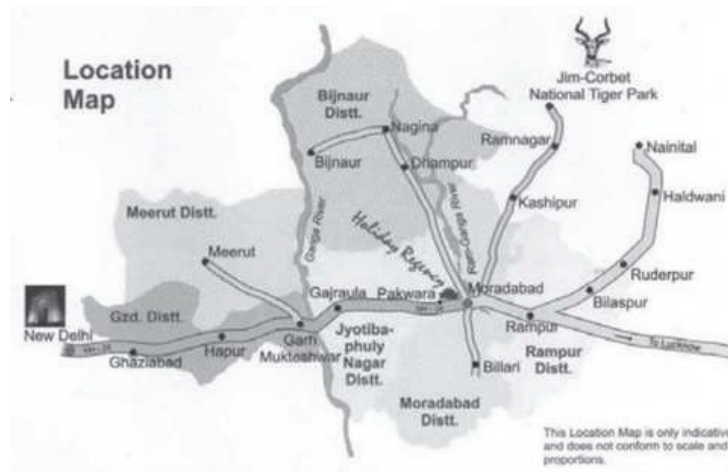 Location
Map
Jim-Corbet
National Tiger Park
Bijnaur
Distt.
Nagina
Ramnagar
Nainital
Bijnaur
Dhampur
Kashipur
Haldwani
Meerut Distt.
Ganga River
Ram Ganga River
Meerut
Holiday Regency
Moradabad
Ruderpur
Gajraula
Pakwara
Bilaspur
Gzd. Distt.
New Delhi
Rampur
To Lucknow
Ghaziabad
Hapur
Garh
Mukteshwar
Jyotiba-
phuly
Nagar
Distt.
Billari
Rampur
Distt.
Moradabad
Distt.
This Location Map is only indicative
and does not conform to scale and
proportions.